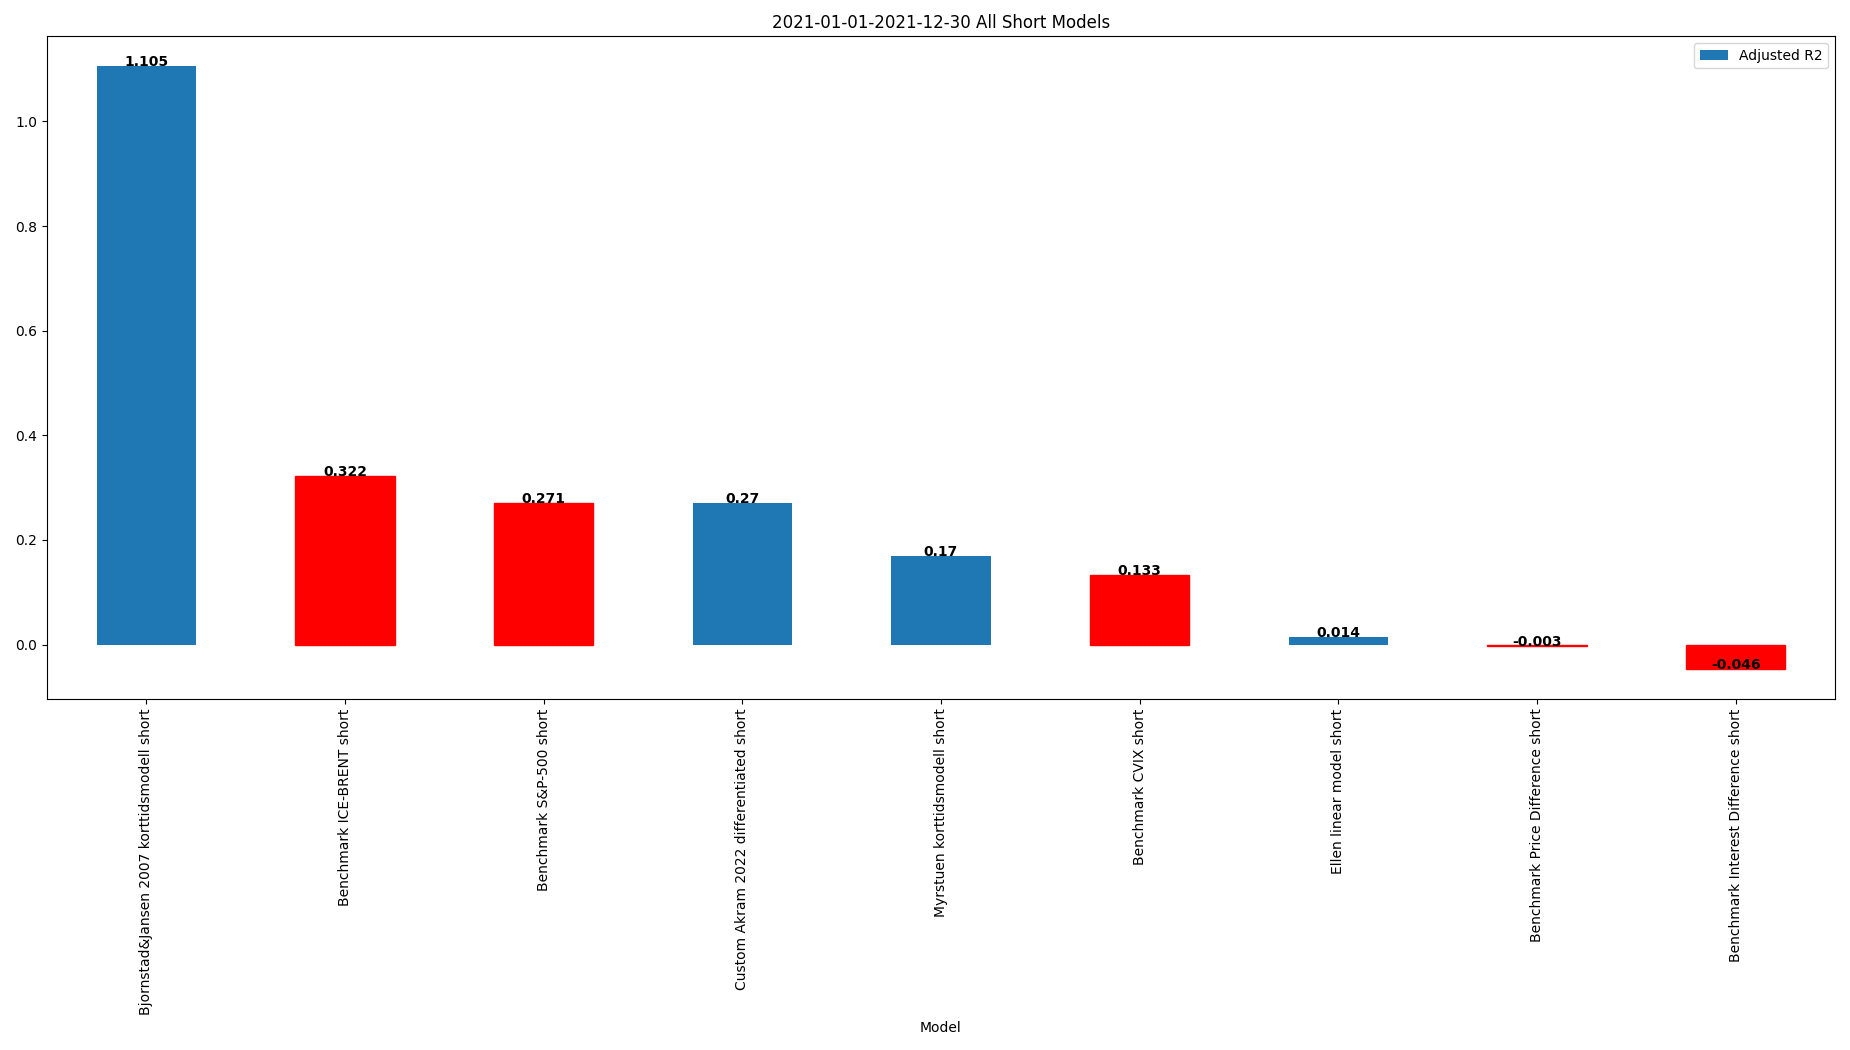 2021-01-01-2021-12-30 All Short Models
Adjusted R2
1.105
0.322
0.271
0.27
0.17
0.133
0.014
-0.003
-0.046
1.0
0.8
0.6
0.4
0.2
0.0
Bjornstad&Jansen 2007 korttidsmodell short
Benchmark ICE-BRENT short
Benchmark S&P-500 short
Custom Akram 2022 differentiated short
Myrstuen korttidsmodell short
Benchmark CVIX short
Ellen linear model short
Benchmark Price Difference short
Benchmark Interest Difference short
Model